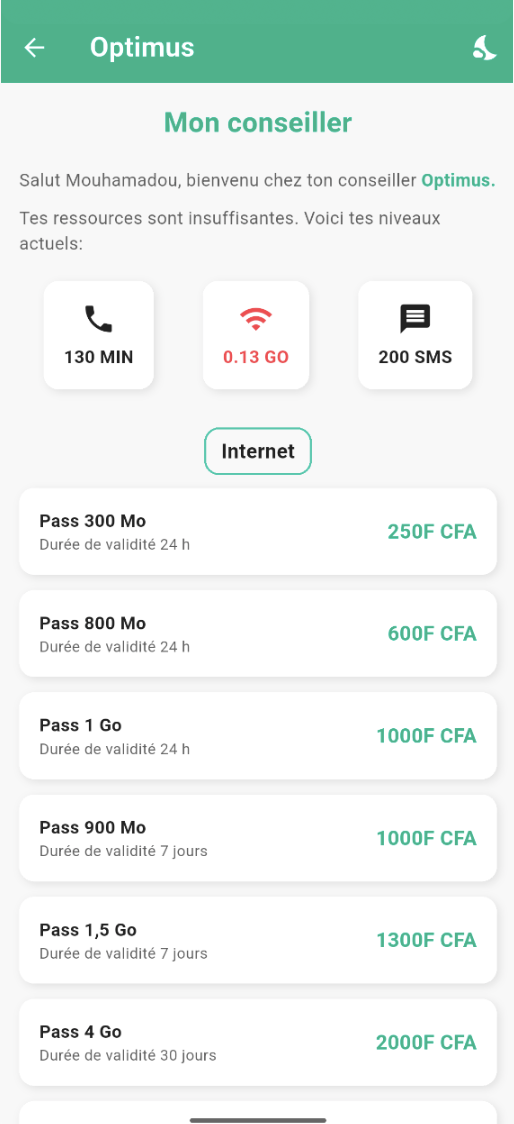 Optimus
Mon conseiller
Salut Mouhamadou, bienvenu chez ton conseiller Optimus.
Tes ressources sont insuffisantes. Voici tes niveaux
actuels:
130 MIN
0.13 GO
200 SMS
Internet
Pass 300 Mo
Durée de validité 24 h
250F CFA
Pass 800 Mo
Durée de validité 24 h
600F CFA
Pass 1 Go
Durée de validité 24 h
1000F CFA
Pass 900 Mo
Durée de validité 7 jours
1000F CFA
Pass 1,5 Go
Durée de validité 7 jours
1300F CFA
Pass 4 Go
Durée de validité 30 jours
2000F CFA